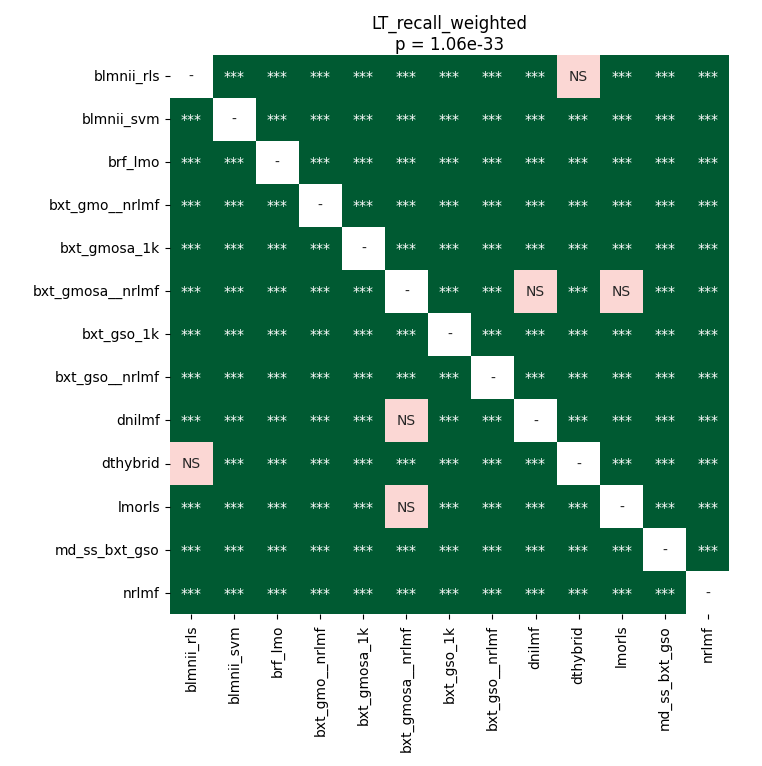 LT_recall_weighted
p = 1.06e-33
blmnii_rls - *** *** *** *** *** *** *** *** NS *** *** ***
blmnii_svm *** - *** *** *** *** *** *** *** *** *** *** ***
brf_lmo *** *** - *** *** *** *** *** *** *** *** *** ***
bxt_gmo__nrlmf *** *** *** - *** *** *** *** *** *** *** *** ***
bxt_gmosa_1k *** *** *** *** - *** *** *** *** *** *** *** ***
bxt_gmosa__nrlmf *** *** *** *** *** - *** *** NS *** NS *** ***
bxt_gso_1k *** *** *** *** *** *** - *** *** *** *** *** ***
bxt_gso__nrlmf *** *** *** *** *** *** *** - *** *** *** *** ***
dnilmf *** *** *** *** *** NS *** *** - *** *** *** ***
dthybrid NS *** *** *** *** *** *** *** *** - *** *** ***
lmorls *** *** *** *** *** NS *** *** *** *** - *** ***
md_ss_bxt_gso *** *** *** *** *** *** *** *** *** *** *** - ***
nrlmf *** *** *** *** *** *** *** *** *** *** *** *** -
blmnii_rls
blmnii_svm
brf_lmo
bxt_gmo__nrlmf
bxt_gmosa_1k
bxt_gmosa__nrlmf
bxt_gso_1k
bxt_gso__nrlmf
dnilmf
dthybrid
lmorls
md_ss_bxt_gso
nrlmf